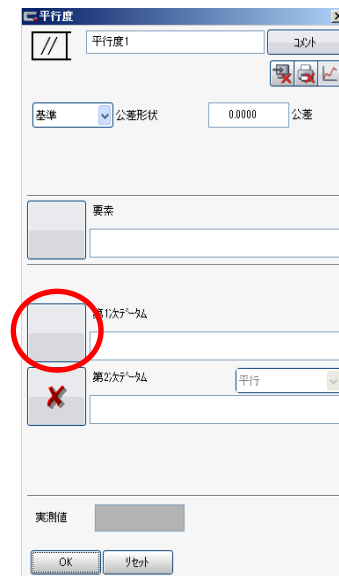 平行度
平行度1
コメント
基準
公差形状
0.0000
公差
要素
第1次データム
第2次データム
平行
実測値
OK
リセット